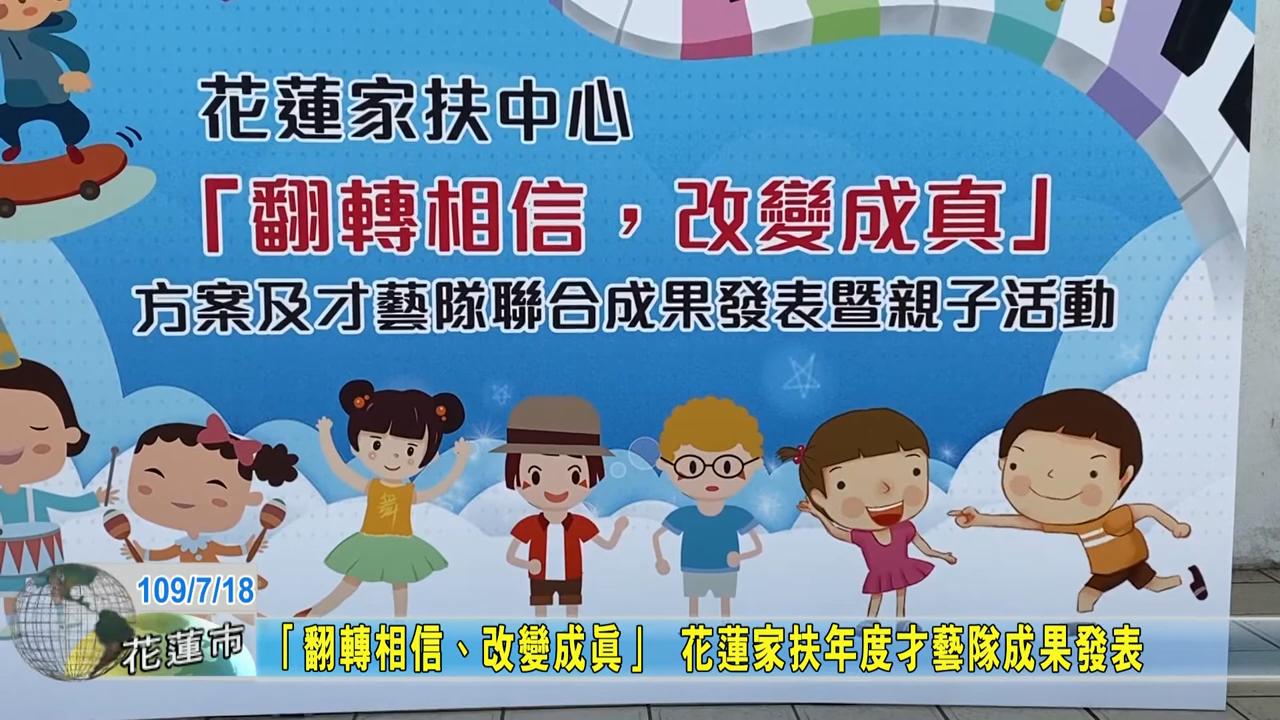 花蓮家扶中心
「翻轉相信，改變成真」
方案及才藝隊聯合成果發表暨親子活動
舞
109/7/18
花蓮市
「翻轉相信、改變成真」 花蓮家扶年度才藝隊成果發表